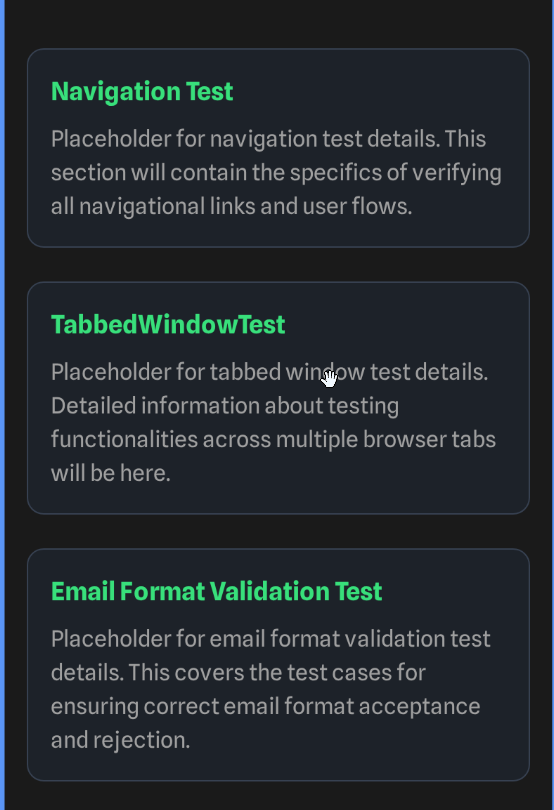 Navigation Test
Placeholder for navigation test details. This
section will contain the specifics of verifying
all navigational links and user flows.
TabbedWindowTest
Placeholder for tabbed window test details.
Detailed information about testing
functionalities across multiple browser tabs
will be here.
Email Format Validation Test
Placeholder for email format validation test
details. This covers the test cases for
ensuring correct email format acceptance
and rejection.